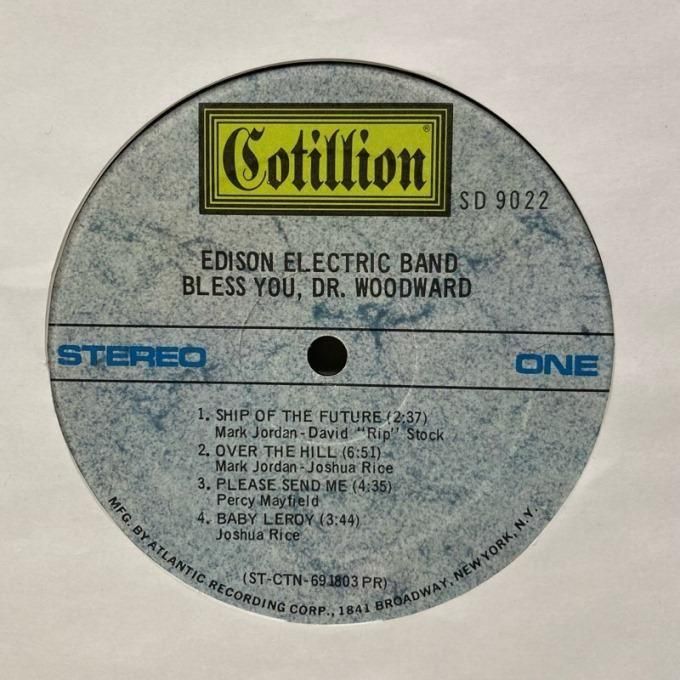 Cotillion®
SD 9022
EDISON ELECTRIC BAND
BLESS YOU, DR. WOODWARD
STEREO
ONE
1. SHIP OF THE FUTURE (2:37)
Mark Jordan-David "Rip" Stock
2. OVER THE HILL (6:51)
Mark Jordan-Joshua Rice
3. PLEASE SEND ME (4:35)
Percy Mayfield
4. BABY LEROY (3:44)
Joshua Rice
(ST-CTN-691803 PR)
MFG. BY ATLANTIC RECORDING CORP., 1841 BROADWAY, NEW YORK, N.Y.